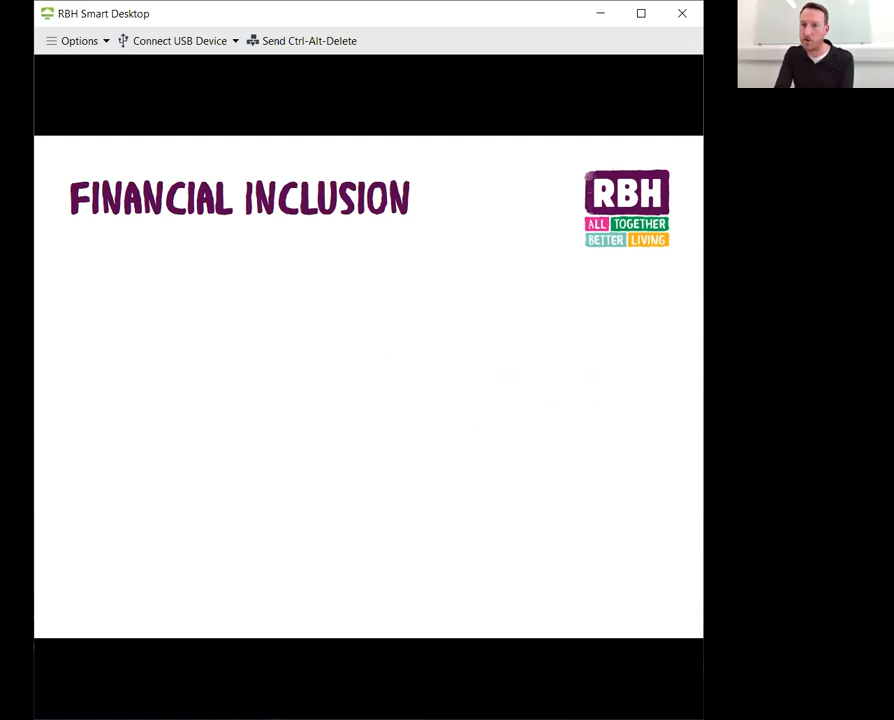 RBH Smart Desktop
Options Connect USB Device Send Ctrl-Alt-Delete
FINANCIAL INCLUSION
RBH
ALL TOGETHER
BETTER LIVING